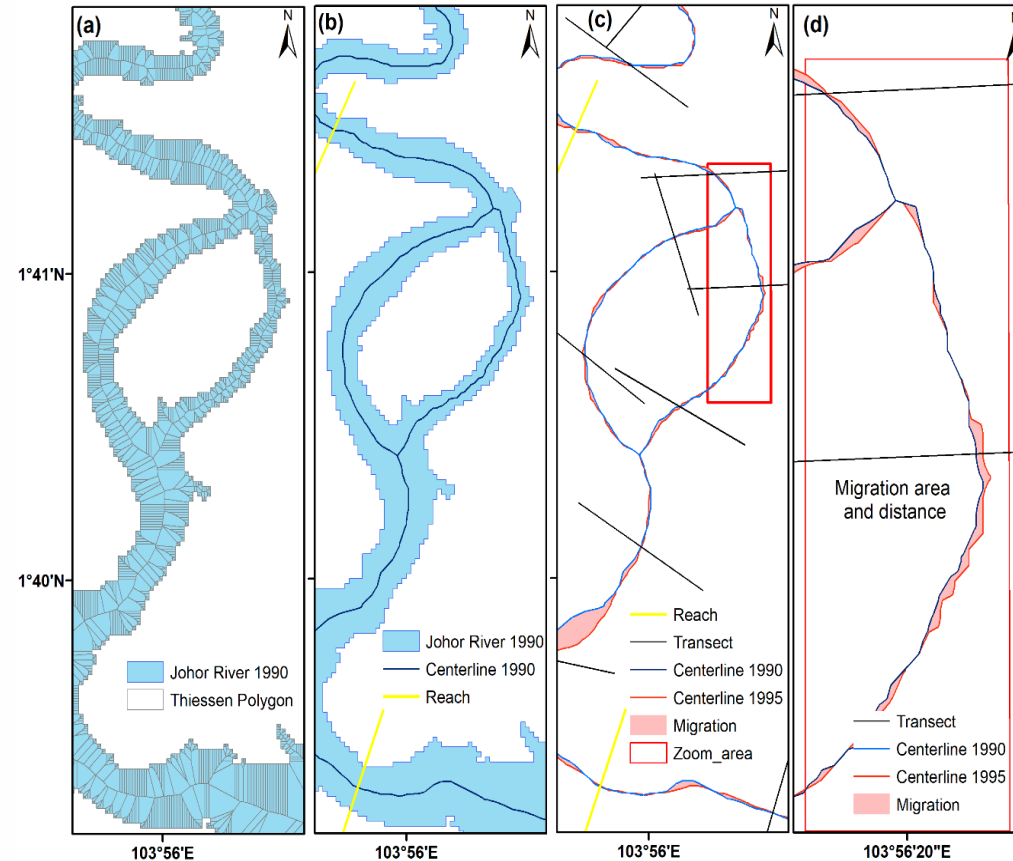 (a)
N
(b)
N
(c)
N
(d)
N
1°41'N
1°40'N
Johor River 1990
Thiessen Polygon
Johor River 1990
Centerline 1990
Reach
Reach
Transect
Centerline 1990
Centerline 1995
Migration
Zoom_area
Migration area
and distance
Transect
Centerline 1990
Centerline 1995
Migration
103°56'E
103°56'E
103°56'E
103°56'20"E